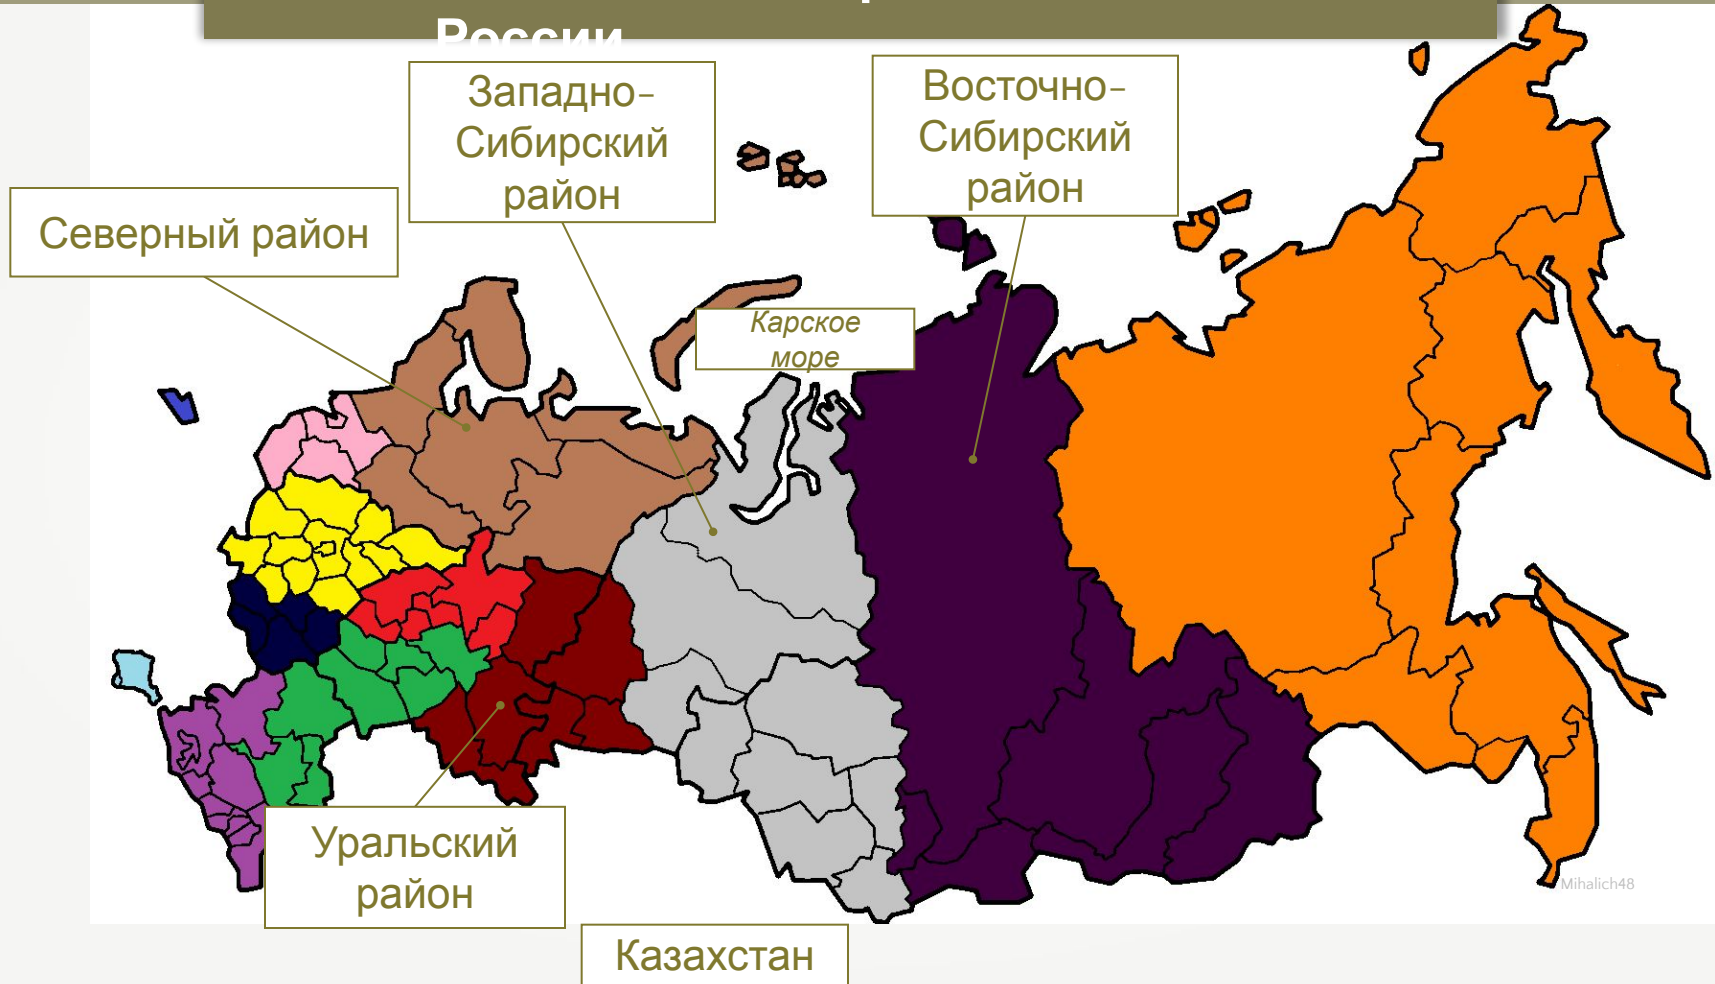 России
Западно-
Сибирский
район
Восточно-
Сибирский
район
Северный район
Карское
море
Уральский
район
Казахстан
Mihalich48